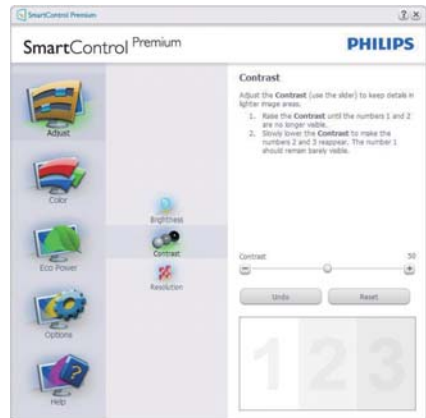 SmartControl Premium
SmartControl Premium
PHILIPS
Adjust
Color
Eco Power
Options
Help
Brightness
Contrast
Resolution
Contrast
Adjust the Contrast (use the slider) to keep details in
lighter image areas.
1. Raise the Contrast until the numbers 1 and 2
are no longer visible.
2. Slowly lower the Contrast to make the
numbers 2 and 3 reappear. The number 1
should remain barely visible.
Contrast
50
Undo
Reset
1 2 3